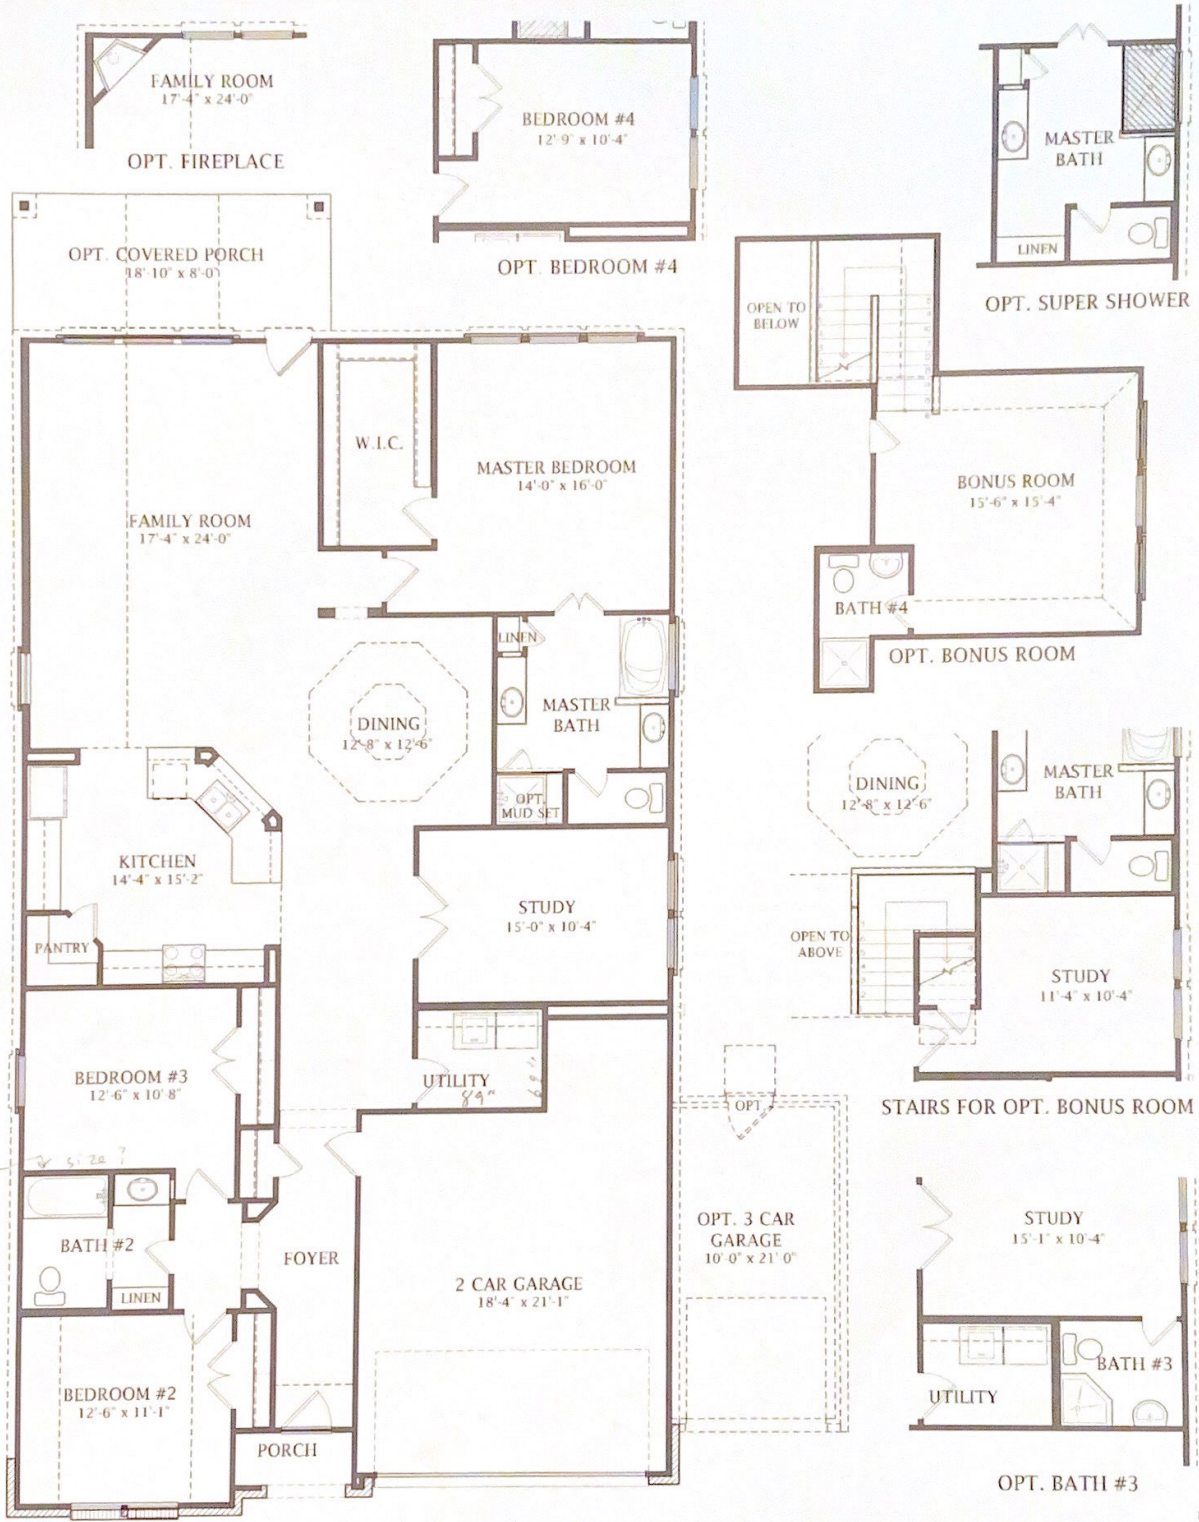 FAMILY ROOM
17'-4" x 24'-0"
OPT. FIREPLACE
BEDROOM #4
12'-9" x 10'-4"
OPT. BEDROOM #4
MASTER
BATH
LINEN
OPT. SUPER SHOWER
OPT. COVERED PORCH
18'-10" x 8'-0"
OPEN TO
BELOW
BONUS ROOM
15'-6" x 15'-4"
BATH #4
OPT. BONUS ROOM
W.I.C.
MASTER BEDROOM
14'-0" x 16'-0"
FAMILY ROOM
17'-4" x 24'-0"
LINEN
MASTER
BATH
DINING
12'-8" x 12'-6"
OPT.
MUD SET
KITCHEN
14'-4" x 15'-2"
PANTRY
STUDY
15'-0" x 10'-4"
DINING
12'-8" x 12'-6"
MASTER
BATH
OPEN TO
ABOVE
STUDY
11'-4" x 10'-4"
STAIRS FOR OPT. BONUS ROOM
BEDROOM #3
12'-6" x 10'-8"
UTILITY
89"
69"
size ?
BATH #2
LINEN
FOYER
2 CAR GARAGE
18'-4" x 21'-1"
OPT
OPT. 3 CAR
GARAGE
10'-0" x 21'0"
BEDROOM #2
12'-6" x 11'-1"
PORCH
STUDY
15'-1" x 10'-4"
BATH #3
UTILITY
OPT. BATH #3